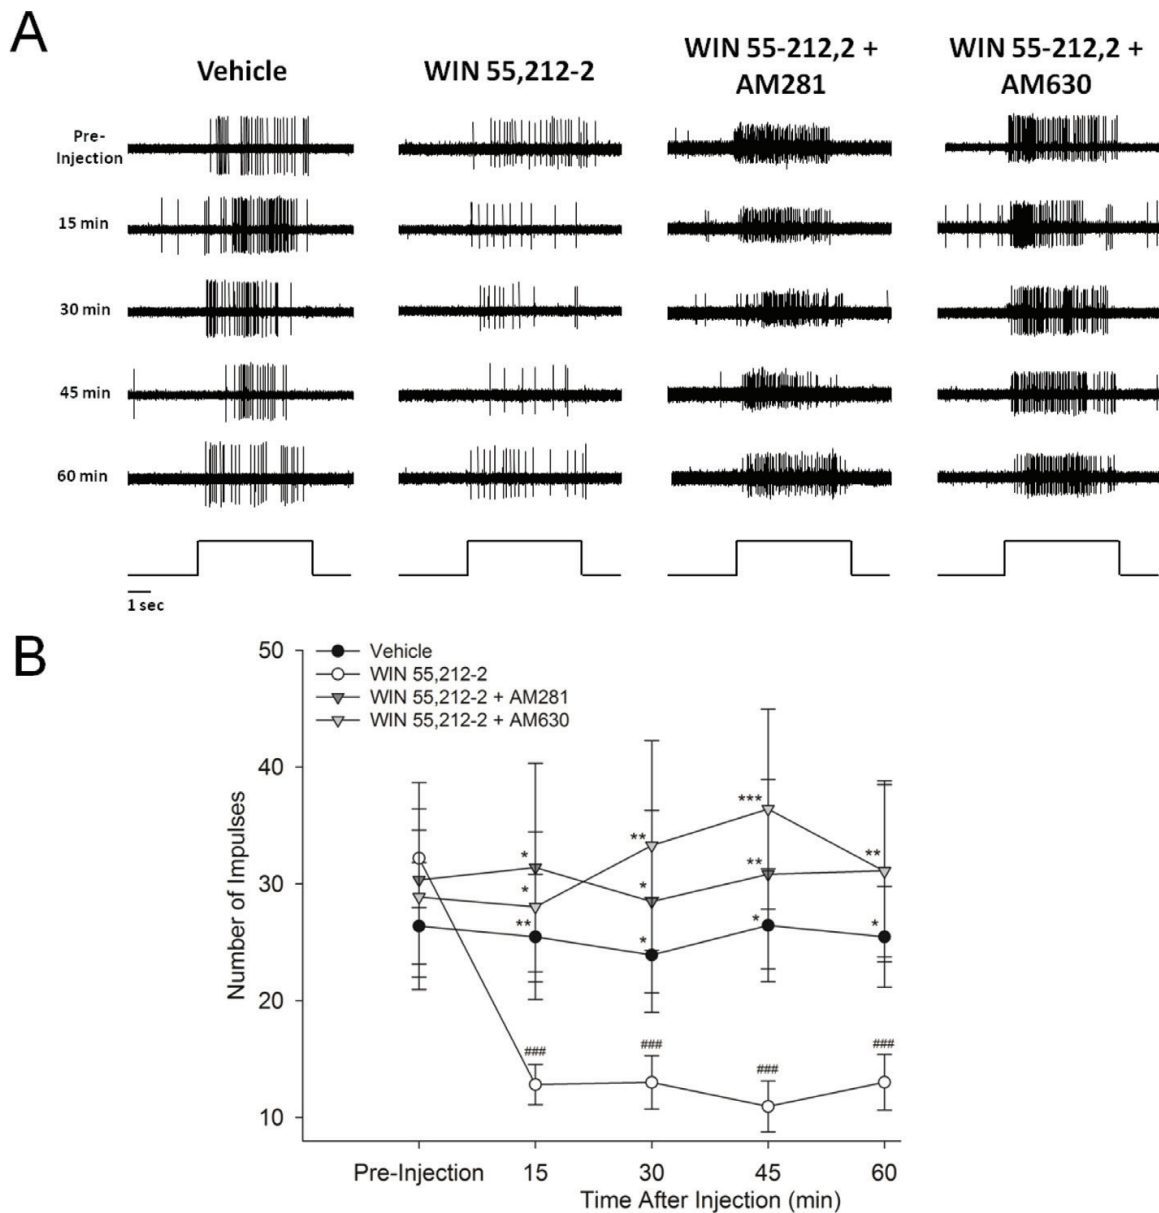 A
Vehicle
WIN 55,212-2
WIN 55-212,2 +
AM281
WIN 55-212,2 +
AM630
Pre-
Injection
15 min
30 min
45 min
60 min
1 sec
B
50
40
30
20
10
Number of Impulses
Vehicle
WIN 55,212-2
WIN 55,212-2 + AM281
WIN 55,212-2 + AM630
*
*
**
###
**
*
*
###
***
**
*
###
**
*
###
Pre-Injection 15 30 45 60
Time After Injection (min)